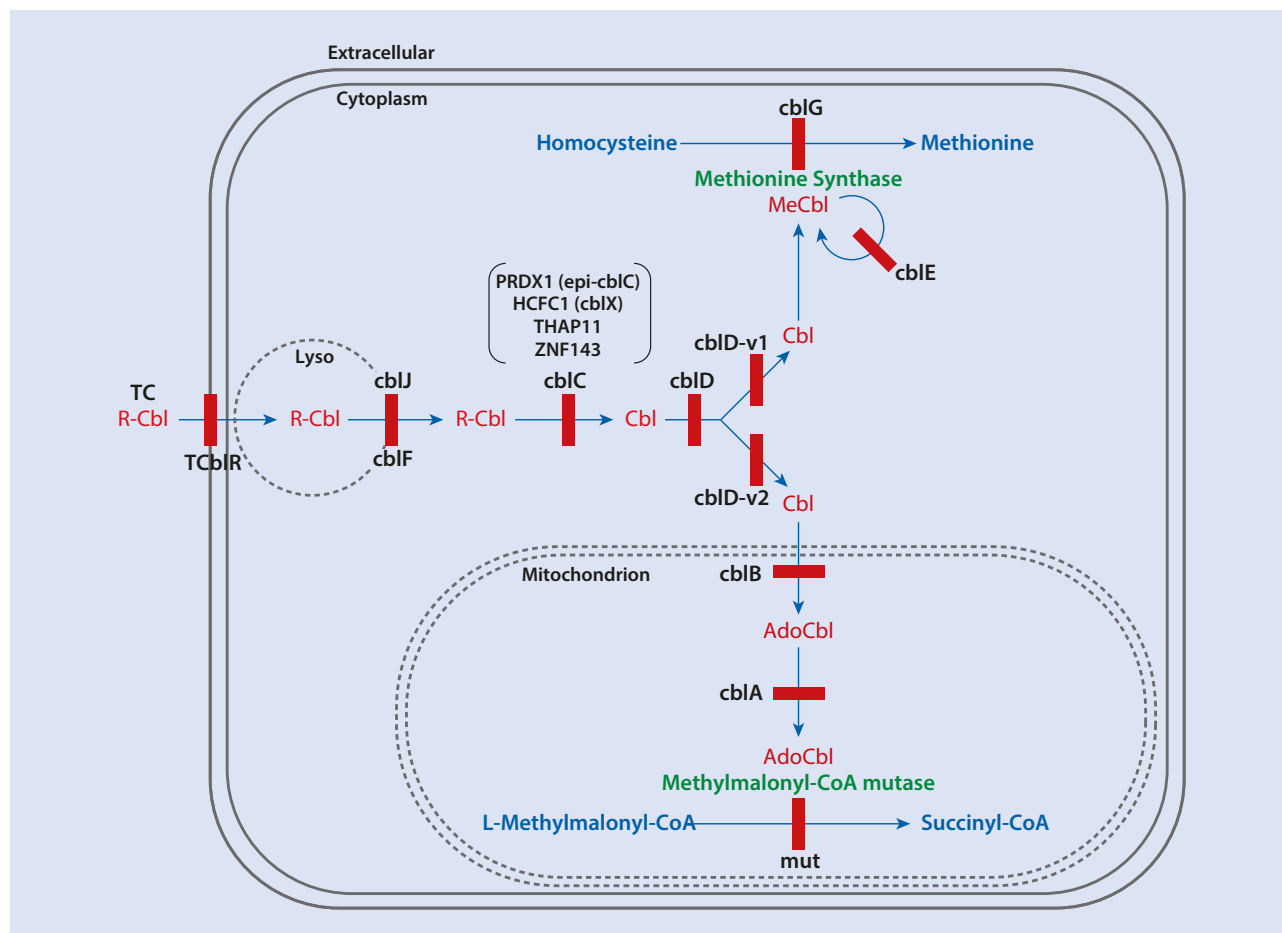 Extracellular
Cytoplasm
cblG
Homocysteine
Methionine
Methionine Synthase
MeCbl
cblE
PRDX1 (epi-cblC)
HCFC1 (cblX)
THAP11
ZNF143
Cbl
cblD-v1
Lyso
TC
cblJ
cblC
cblD
R-Cbl
R-Cbl
R-Cbl
Cbl
TCblR
cblF
cblD-v2
Cbl
Mitochondrion
cblB
AdoCbl
cblA
AdoCbl
Methylmalonyl-CoA mutase
L-Methylmalonyl-CoA
Succinyl-CoA
mut